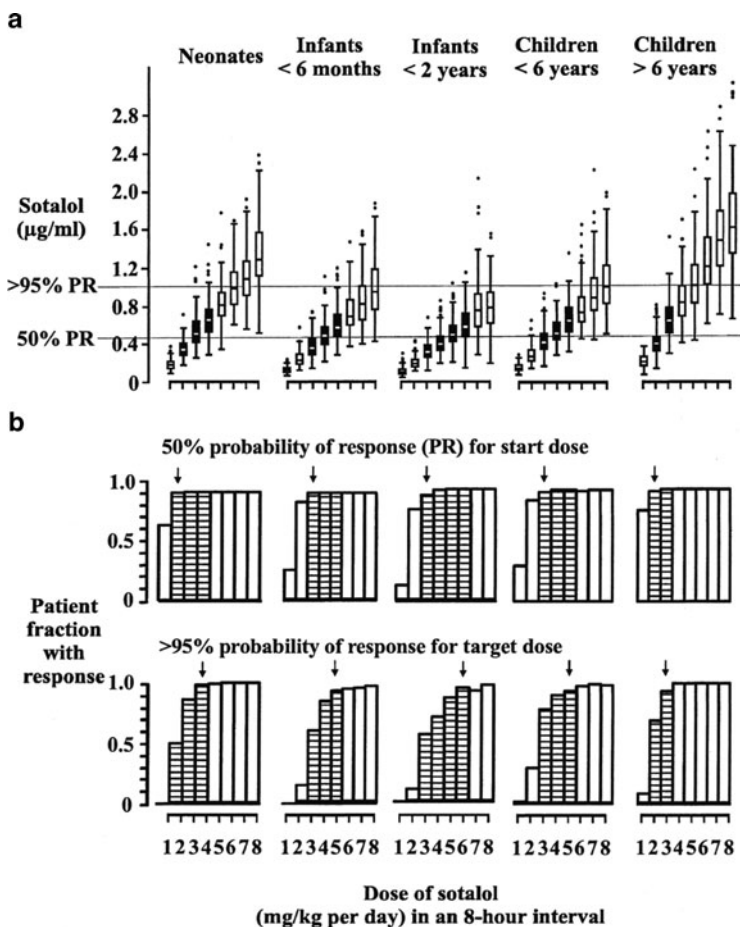 a
Neonates
Infants
< 6 months
Infants
< 2 years
Children
< 6 years
Children
> 6 years
2.8
2.4
2.0
1.6
1.2
0.8
0.4
0
Sotalol
(µg/ml)
>95% PR
50% PR
b
50% probability of response (PR) for start dose
1.0
0.5
0
Patient
fraction
with
response
>95% probability of response for target dose
1.0
0.5
0
12345678 12345678 12345678 12345678 12345678
Dose of sotalol
(mg/kg per day) in an 8-hour interval